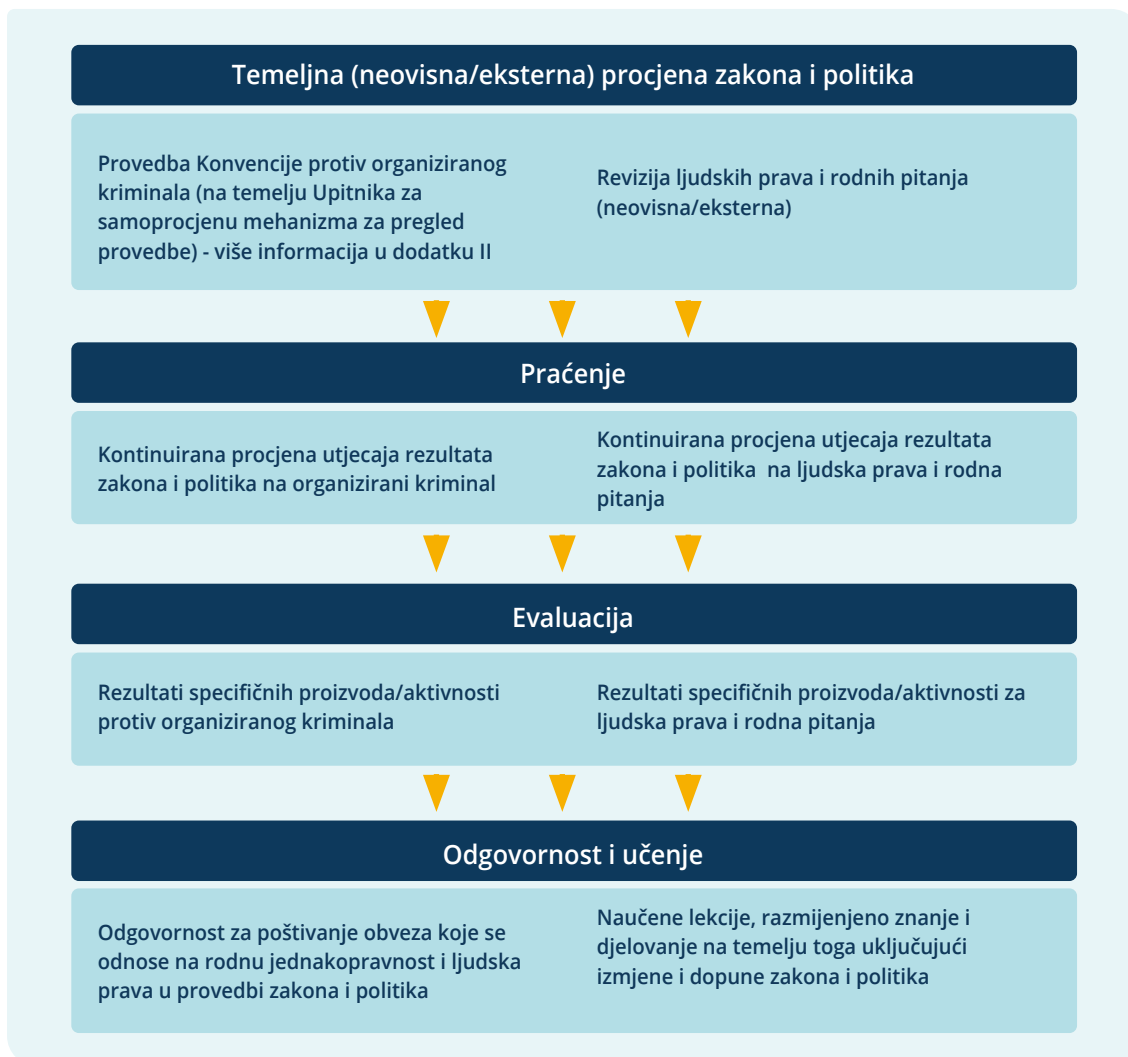 Temeljna (neovisna/eksterna) procjena zakona i politika
Provedba Konvencije protiv organiziranog
kriminala (na temelju Upitnika za
samoprocjenu mehanizma za pregled
provedbe) - više informacija u dodatku II
Revizija ljudskih prava i rodnih pitanja
(neovisna/eksterna)
Praćenje
Kontinuirana procjena utjecaja rezultata
zakona i politika na organizirani kriminal
Kontinuirana procjena utjecaja rezultata
zakona i politika na ljudska prava i rodna
pitanja
Evaluacija
Rezultati specifičnih proizvoda/aktivnosti
protiv organiziranog kriminala
Rezultati specifičnih proizvoda/aktivnosti za
ljudska prava i rodna pitanja
Odgovornost i učenje
Odgovornost za poštivanje obveza koje se
odnose na rodnu jednakopravnost i ljudska
prava u provedbi zakona i politika
Naučene lekcije, razmijenjeno znanje i
djelovanje na temelju toga uključujući
izmjene i dopune zakona i politika